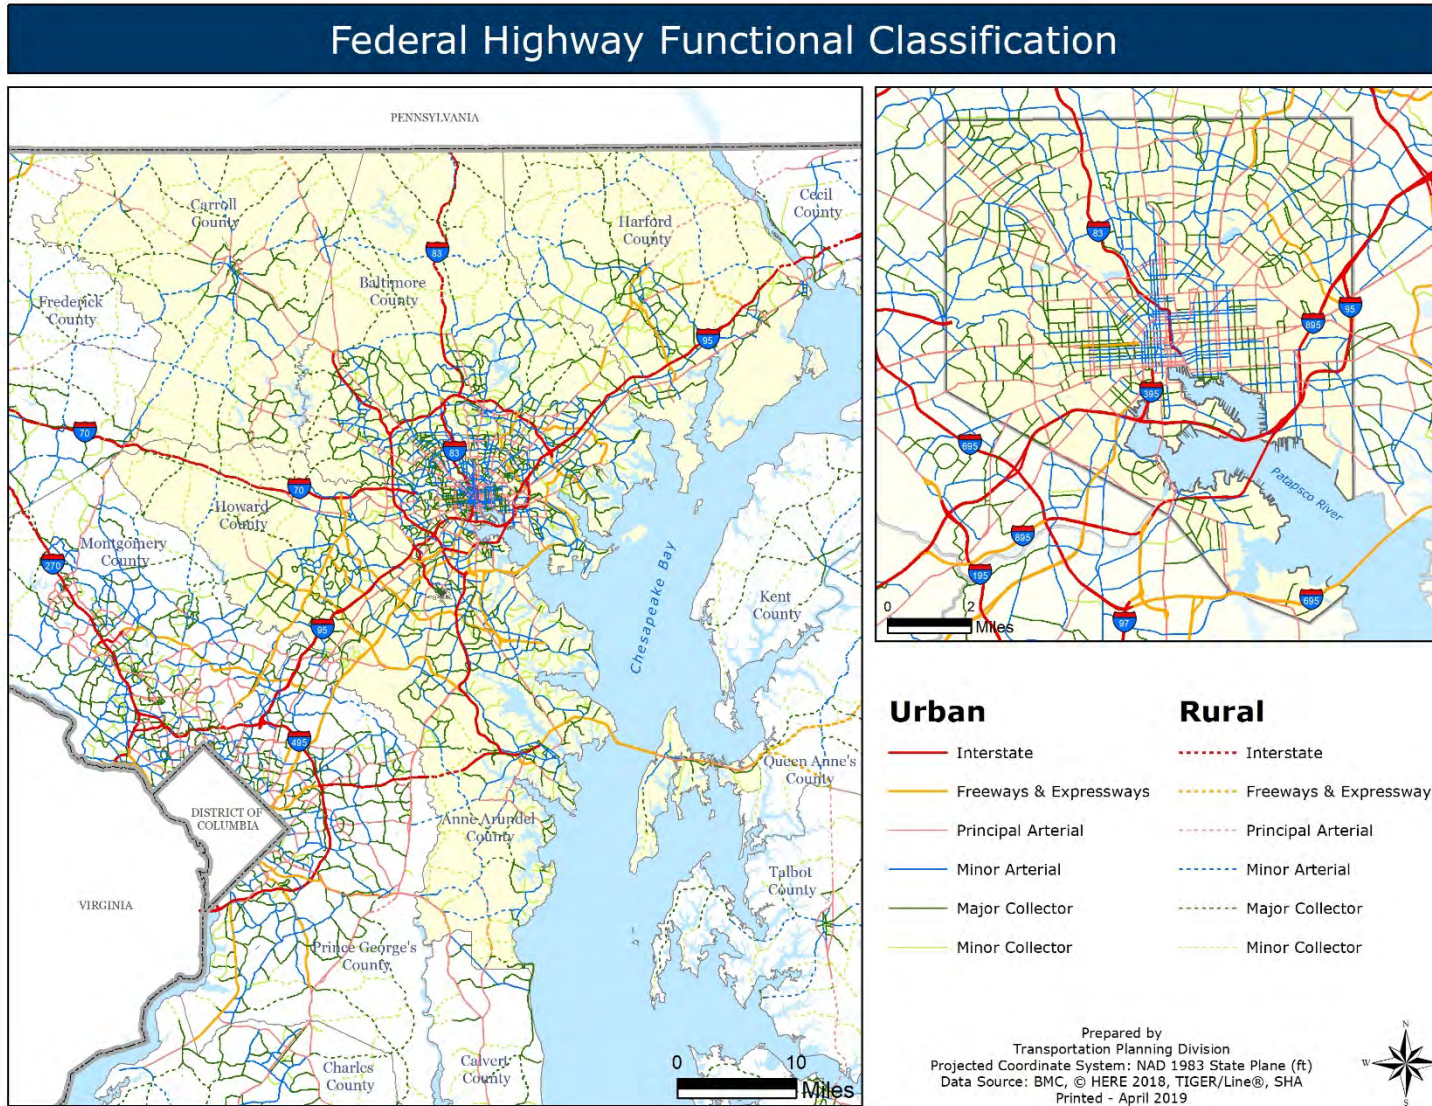 Federal Highway Functional Classification
PENNSYLVANIA
Cecil
County
Carroll
County
Harford
County
83
Baltimore
County
Frederick
County
95
70
83
70
Howard
County
Montgomery
County
270
Chesapeake Bay
Kent
County
95
495
Queen Anne's
County
DISTRICT OF
COLUMBIA
Anne Arundel
County
Talbot
County
VIRGINIA
Prince George's
County
Charles
County
Calvert
County
0 10
Miles
83
95
895
395
695
Patapsco River
895
195
695
97
0 2
Miles
Urban
Interstate
Freeways & Expressways
Principal Arterial
Minor Arterial
Major Collector
Minor Collector
Rural
Interstate
Freeways & Expressway
Principal Arterial
Minor Arterial
Major Collector
Minor Collector
Prepared by
Transportation Planning Division
Projected Coordinate System: NAD 1983 State Plane (ft)
Data Source: BMC, © HERE 2018, TIGER/Line®, SHA
Printed - April 2019
N
W
E
S